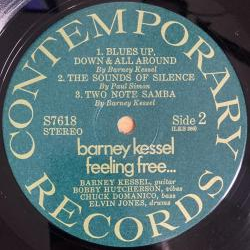 CONTEMPORARY
1. BLUES UP,
DOWN & ALL AROUND
By Barney Kessel
2. THE SOUNDS OF SILENCE
By Paul Simon
3. TWO NOTE SAMBA
By Barney Kessel
S7618
STEREO
Side 2
barney kessel
feeling free...
BARNEY KESSEL, guitar
BOBBY HUTCHERSON, vibes
CHUCK DOMANICO, bass
ELVIN JONES, drums
RECORDS